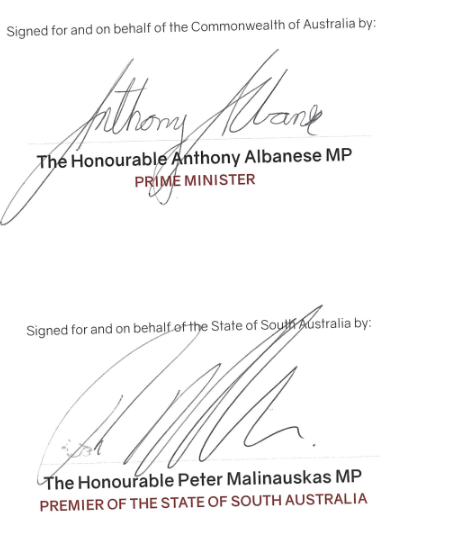 Signed for and on behalf of the Commonwealth of Australia by:
Anthony Albane
The Honourable Anthony Albanese MP
PRIME MINISTER
Signed for and on behalf of the State of South Australia by:
The Honourable Peter Malinauskas MP
PREMIER OF THE STATE OF SOUTH AUSTRALIA